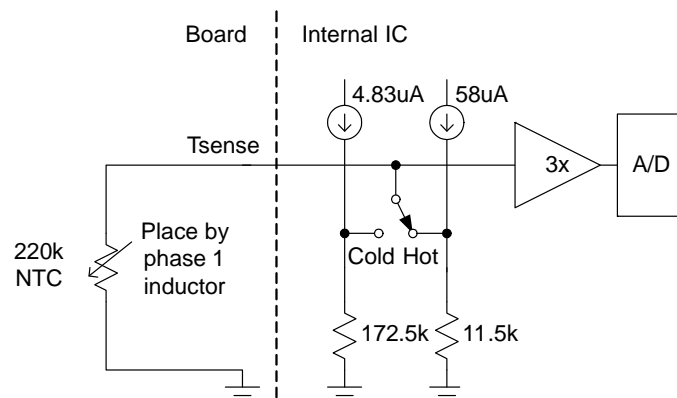 Board
Internal IC
4.83uA
58uA
Tsense
3x
A/D
220k
NTC
Place by
phase 1
inductor
Cold Hot
172.5k
11.5k